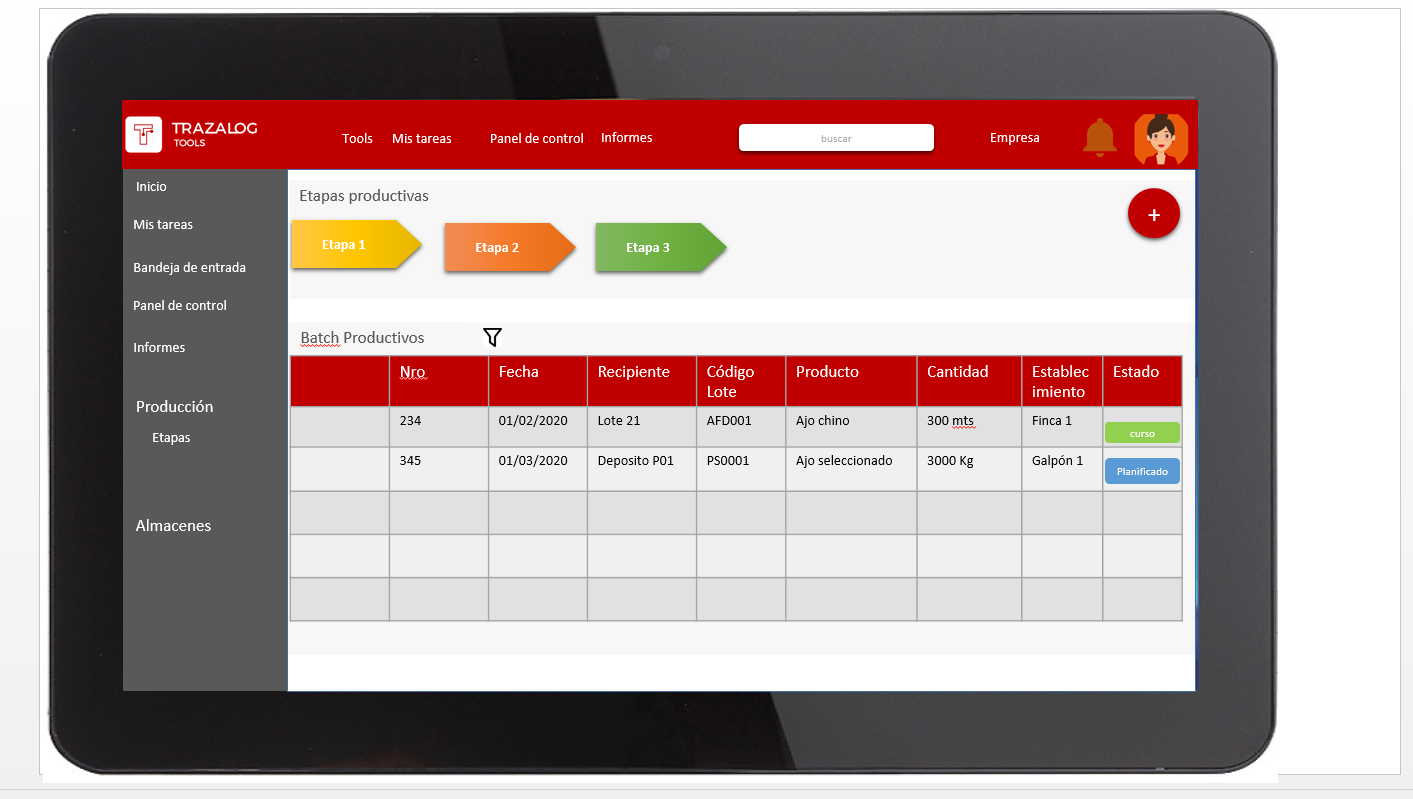 TRAZALOG
TOOLS
Tools Mis tareas Panel de control Informes buscar Empresa
Inicio
Mis tareas
Bandeja de entrada
Panel de control
Informes
Producción
Etapas
Almacenes
Etapas productivas
+
Etapa 1 Etapa 2 Etapa 3
Batch Productivos
Nro. Fecha Recipiente Código Producto Cantidad Establec Estado
Lote imiento
234 01/02/2020 Lote 21 AFD001 Ajo chino 300 mts Finca 1 curso
345 01/03/2020 Deposito P01 PS0001 Ajo seleccionado 3000 Kg Galpón 1 Planificado